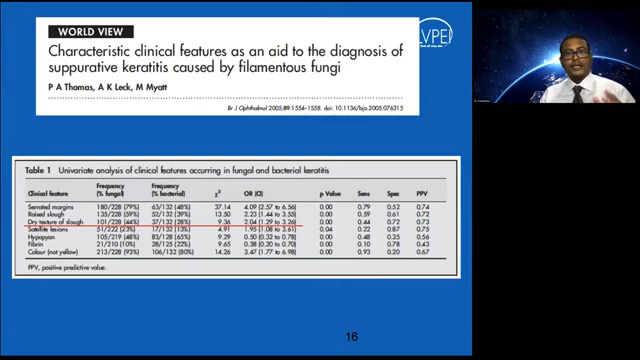 WORLD VIEW
LVPEI
Characteristic clinical features as an aid to the diagnosis of
suppurative keratitis caused by filamentous fungi
P A Thomas, A K Leck, M Myatt
Br J Ophthalmol 2005;89:1554–1558. doi: 10.1136/bjo.2005.076315
Table 1 Univariate analysis of clinical features occurring in fungal and bacterial keratitis
Clinical feature Frequency (% fungal) Frequency (% bacterial) χ² OR (CI) p Value Sens Spec PPV
Serrated margins 180/228 (79%) 63/132 (48%) 37.14 4.09 (2.57 to 6.56) 0.00 0.79 0.52 0.74
Raised slough 135/228 (59%) 52/132 (39%) 13.50 2.23 (1.44 to 3.55) 0.00 0.59 0.61 0.72
Dry texture of slough 101/228 (44%) 37/132 (28%) 9.36 2.04 (1.29 to 3.26) 0.00 0.44 0.72 0.73
Satellite lesions 51/222 (23%) 17/132 (13%) 4.91 1.95 (1.08 to 3.61) 0.04 0.22 0.87 0.75
Hypopyon 105/219 (48%) 83/128 (65%) 9.29 0.50 (0.32 to 0.78) 0.00 0.48 0.35 0.56
Fibrin 21/210 (10%) 28/125 (22%) 9.65 0.38 (0.20 to 0.70) 0.00 0.10 0.78 0.43
Colour (not yellow) 213/228 (93%) 106/132 (80%) 14.26 3.47 (1.77 to 6.98) 0.00 0.93 0.20 0.67
PPV, positive predictive value.
16